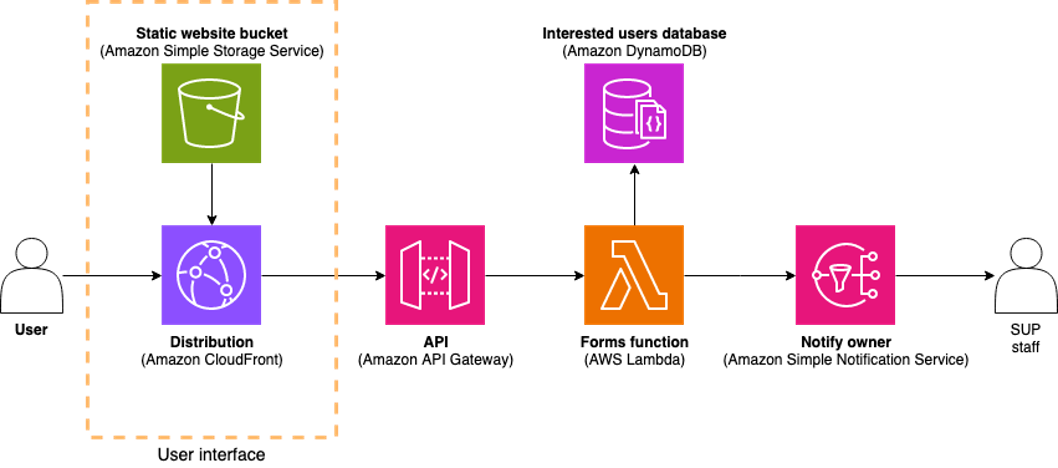 Static website bucket
(Amazon Simple Storage Service)
Interested users database
(Amazon DynamoDB)
</>
User
Distribution
(Amazon CloudFront)
API
(Amazon API Gateway)
Forms function
(AWS Lambda)
Notify owner
(Amazon Simple Notification Service)
SUP
staff
User interface